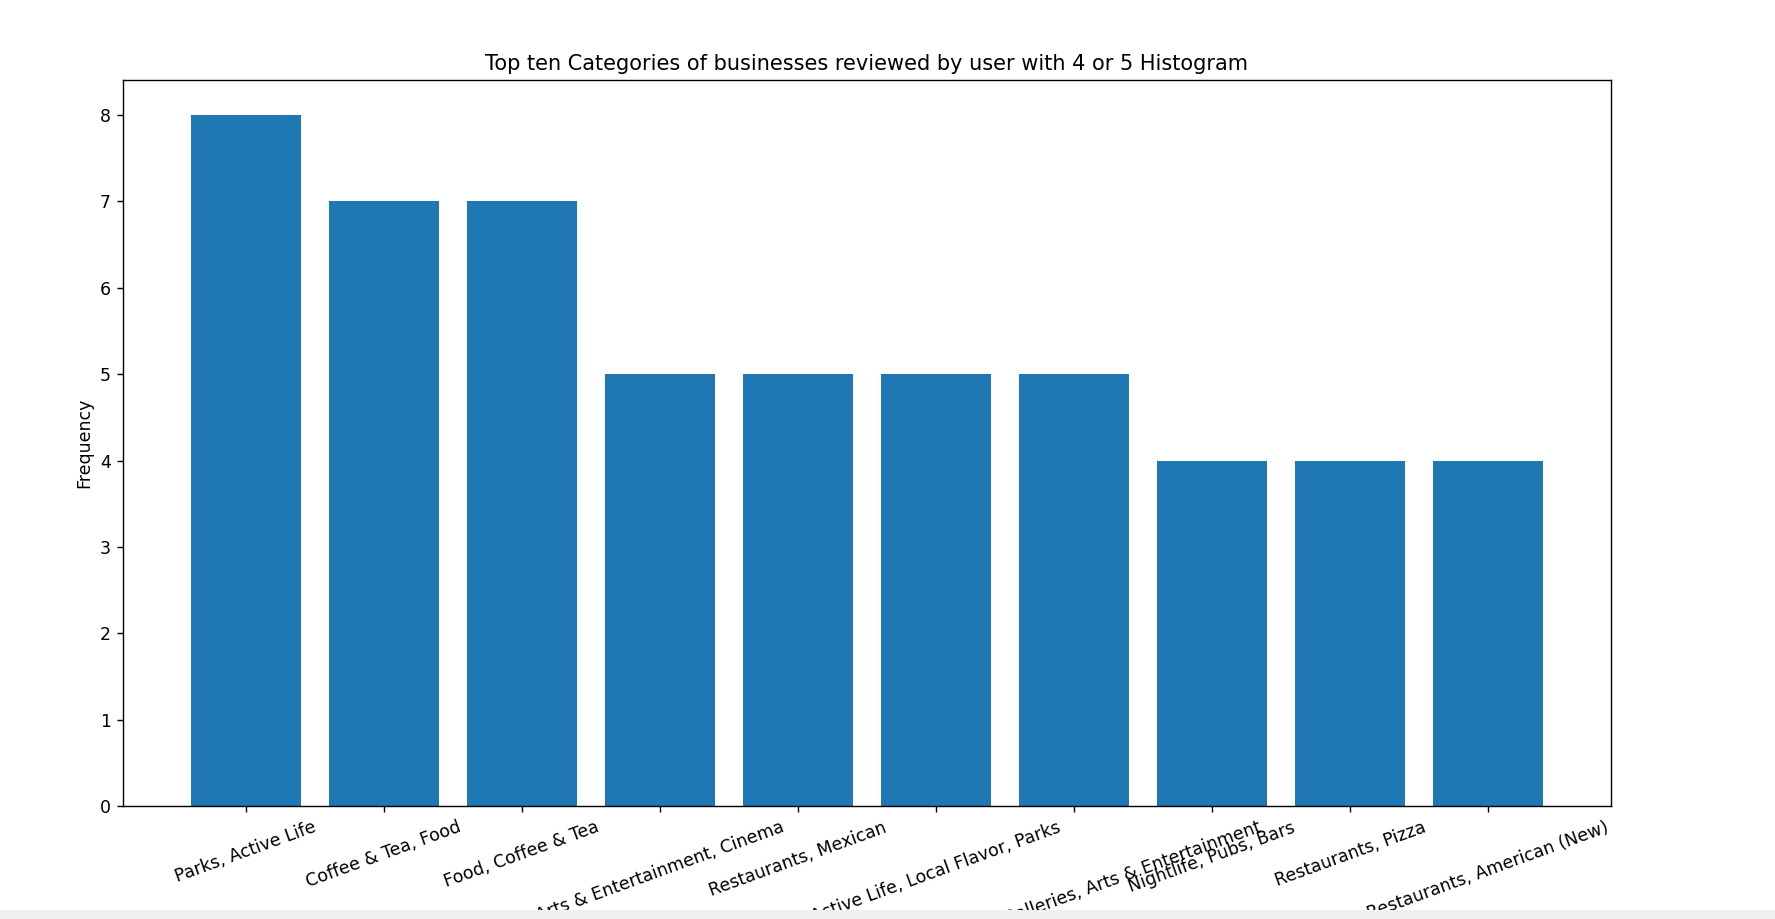 Top ten Categories of businesses reviewed by user with 4 or 5 Histogram
8
7
6
5
4
3
2
1
0
Frequency
Parks, Active Life
Coffee & Tea, Food
Food, Coffee & Tea
Arts & Entertainment, Cinema
Restaurants, Mexican
Active Life, Local Flavor, Parks
Arts & Entertainment
Nightlife, Pubs, Bars
Restaurants, Pizza
Restaurants, American (New)